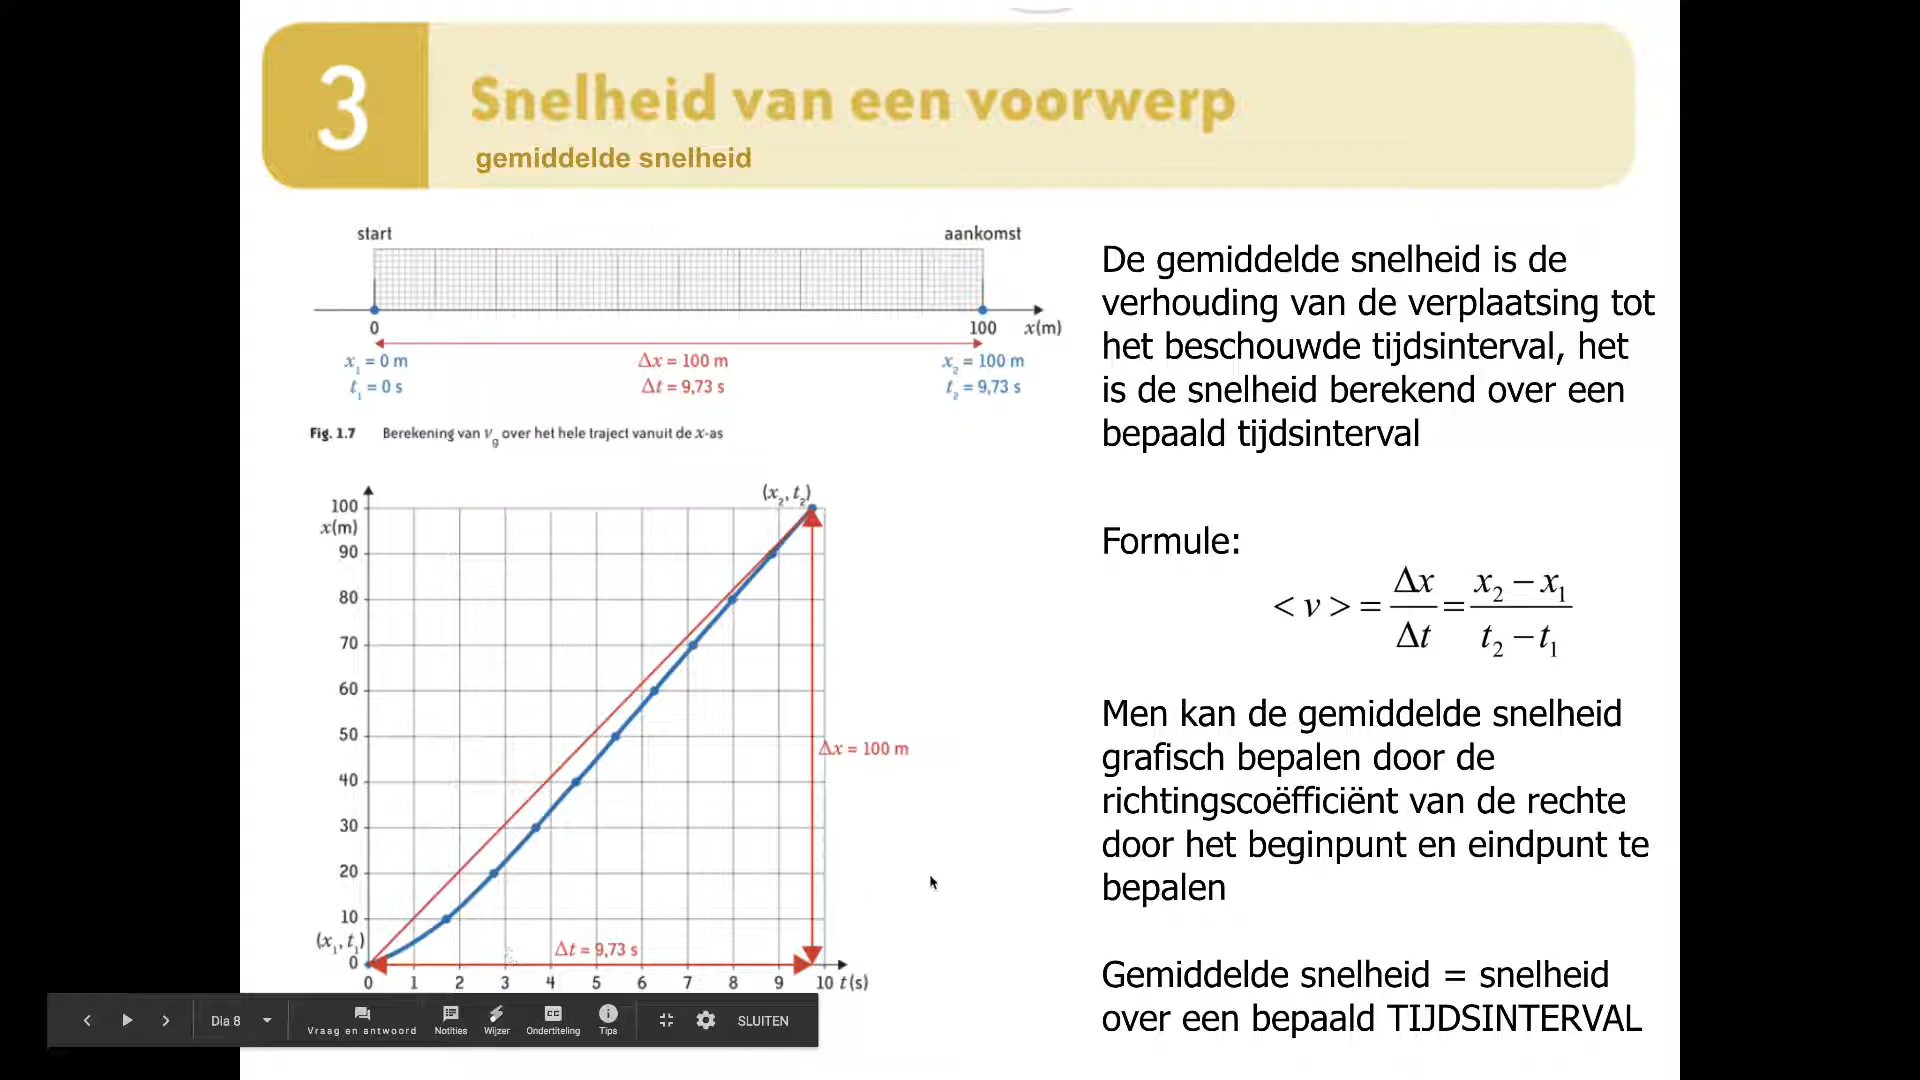 3
Snelheid van een voorwerp
gemiddelde snelheid
start
aankomst
0
100
x(m)
x₁ = 0 m
Δx = 100 m
x₂ = 100 m
t₁ = 0 s
Δt = 9,73 s
t₂ = 9,73 s
Fig. 1.7 Berekening van v_g over het hele traject vanuit de x-as
(x₂, t₂)
100
x(m)
90
80
70
60
50
40
30
20
10
(x₁, t₁)
0
Δx = 100 m
Δt = 9,73 s
0 1 2 3 4 5 6 7 8 9 10 t(s)
De gemiddelde snelheid is de
verhouding van de verplaatsing tot
het beschouwde tijdsinterval, het
is de snelheid berekend over een
bepaald tijdsinterval
Formule:
< v > = Δx/Δt = (x₂ − x₁)/(t₂ − t₁)
Men kan de gemiddelde snelheid
grafisch bepalen door de
richtingscoëfficiënt van de rechte
door het beginpunt en eindpunt te
bepalen
Gemiddelde snelheid = snelheid
over een bepaald TIJDSINTERVAL
Dia 8
Vraag en antwoord
Notities
Wijzer
CC
Ondertiteling
Tips
SLUITEN